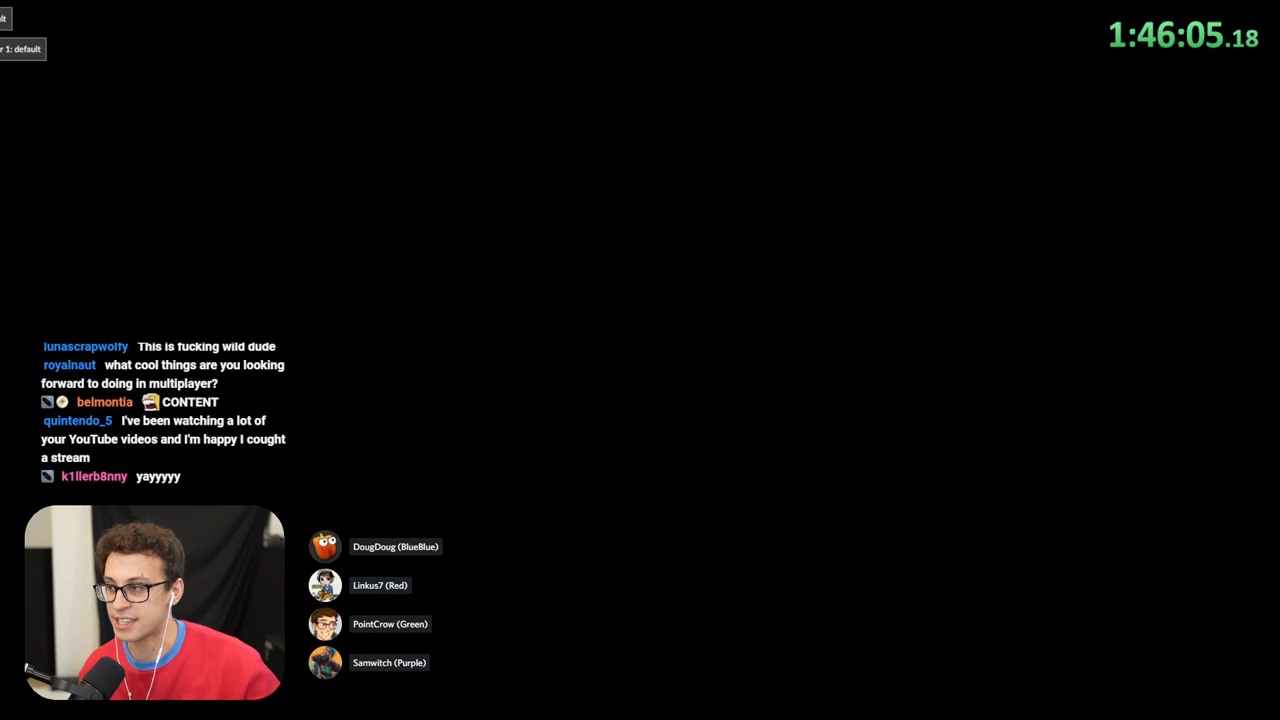 lt
1:46:05.18
r 1: default
lunascrapwolfy This is fucking wild dude
royalnaut what cool things are you looking
forward to doing in multiplayer?
belmontia CONTENT
quintendo_5 I've been watching a lot of
your YouTube videos and I'm happy I cought
a stream
k1llerb8nny yayyyyy
DougDoug (BlueBlue)
Linkus7 (Red)
PointCrow (Green)
Samwitch (Purple)